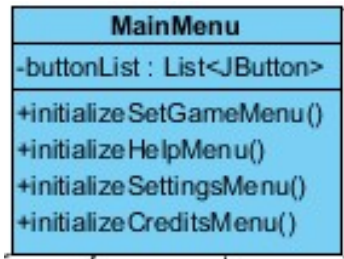 MainMenu
-buttonList : List<JButton>
+initializeSetGameMenu()
+initializeHelpMenu()
+initializeSettingsMenu()
+initializeCreditsMenu()